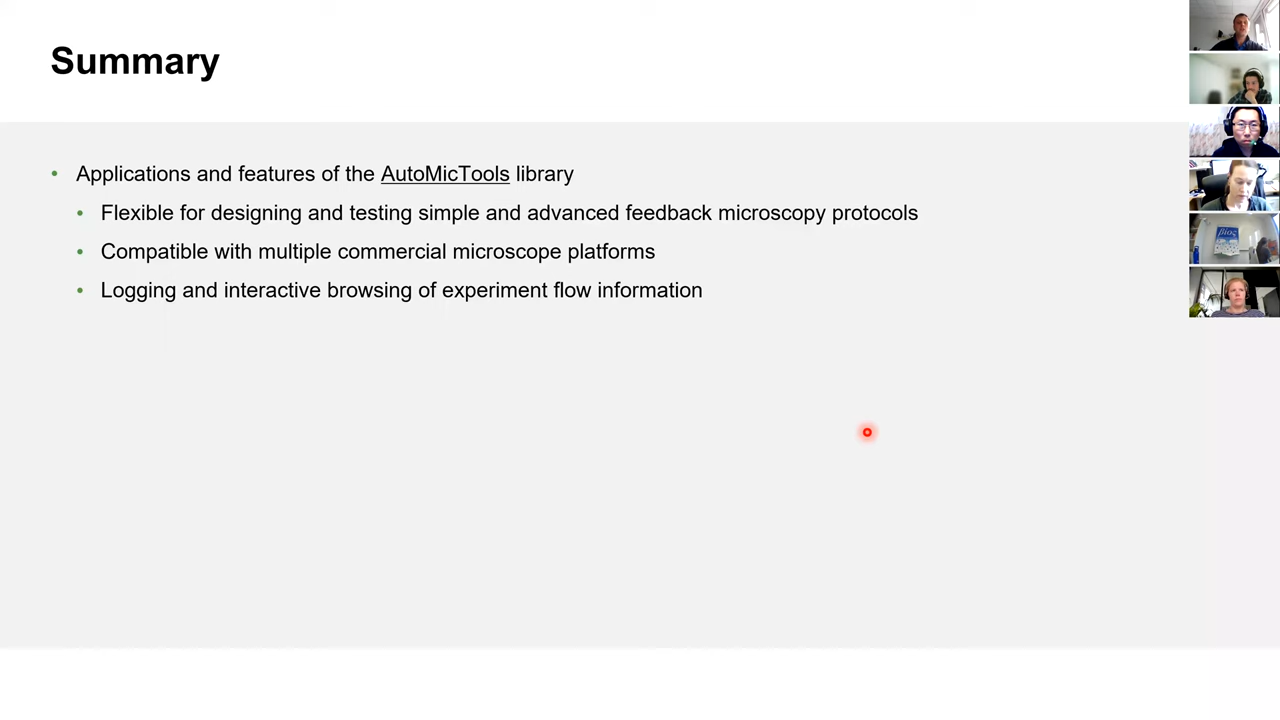 Summary
• Applications and features of the AutoMicTools library
• Flexible for designing and testing simple and advanced feedback microscopy protocols
• Compatible with multiple commercial microscope platforms
• Logging and interactive browsing of experiment flow information
βίος